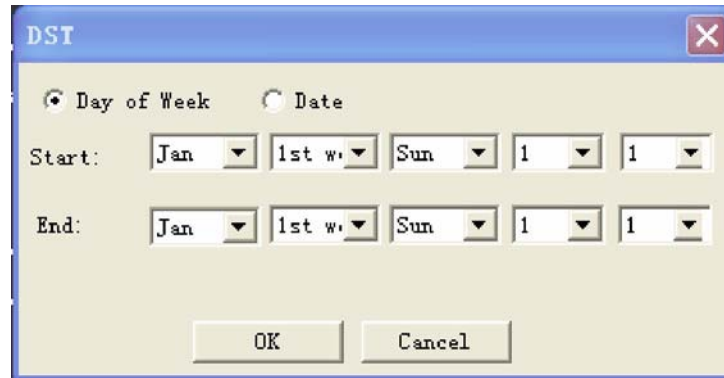 DST
Day of Week Date
Start: Jan 1st w Sun 1 1
End: Jan 1st w Sun 1 1
OK Cancel